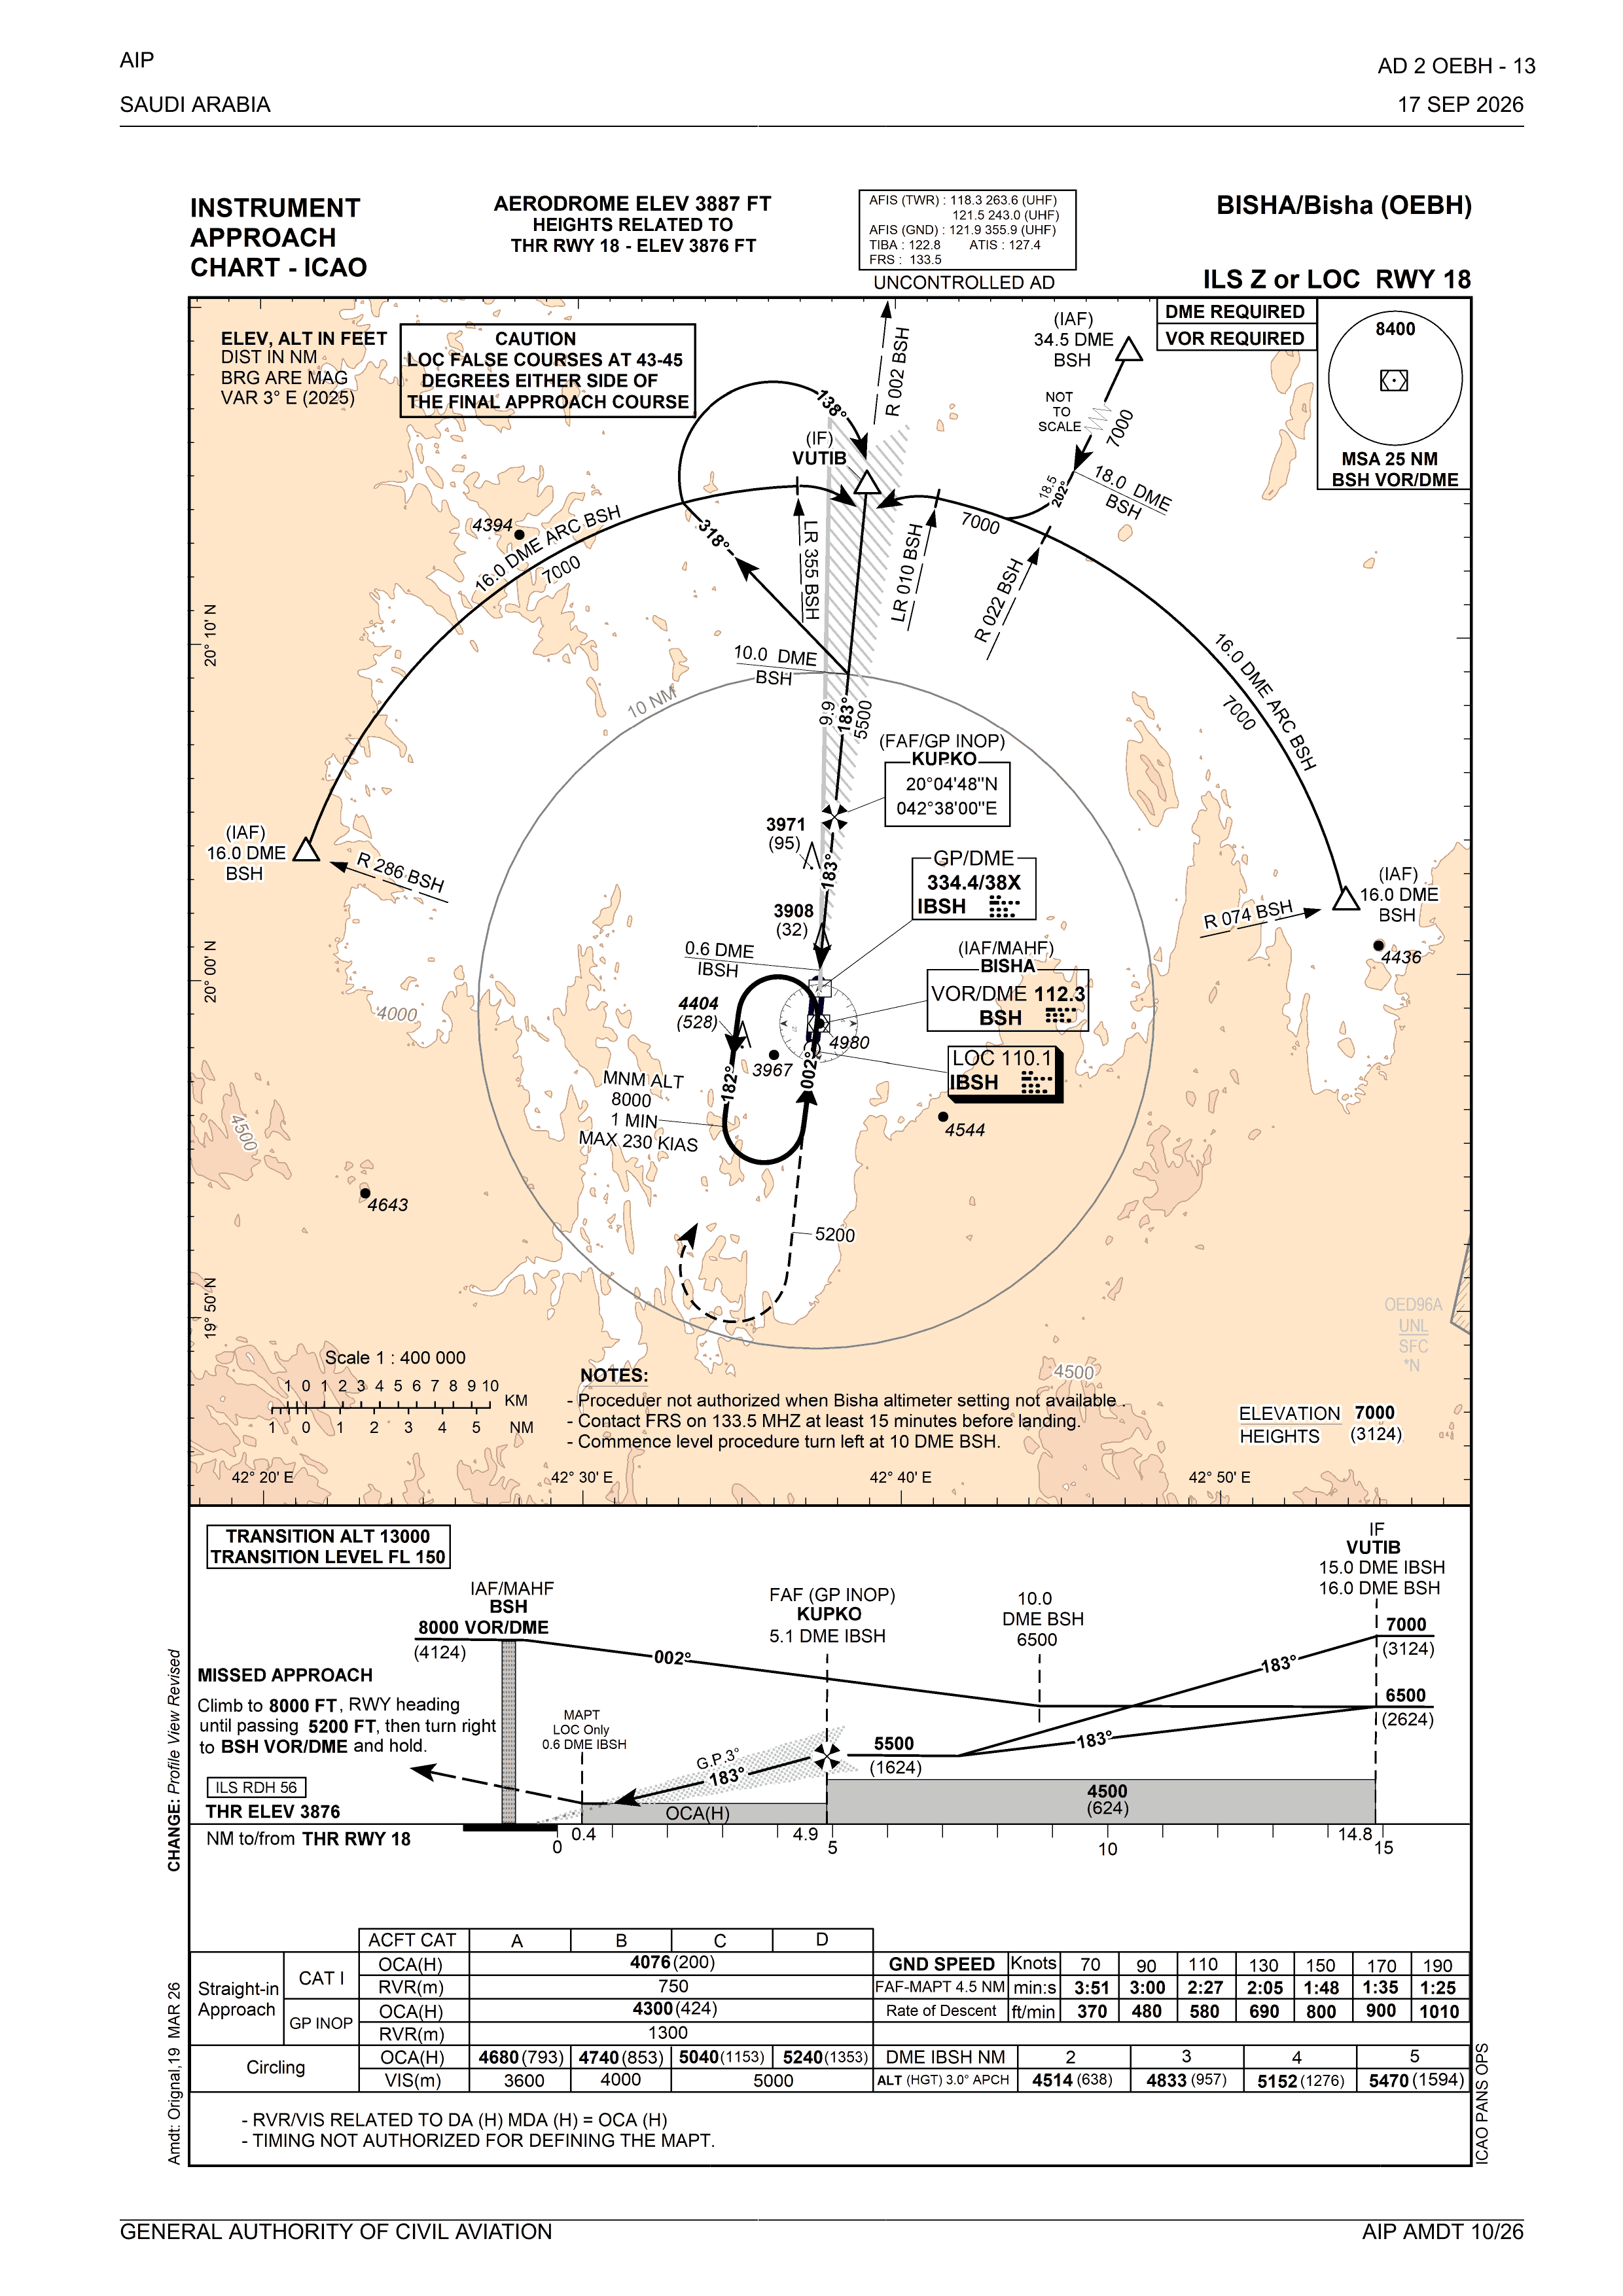 AIP
AD 2 OEBH - 13
SAUDI ARABIA
17 SEP 2026
INSTRUMENT
APPROACH
CHART - ICAO
AERODROME ELEV 3887 FT
HEIGHTS RELATED TO
THR RWY 18 - ELEV 3876 FT
AFIS (TWR) : 118.3 263.6 (UHF)
121.5 243.0 (UHF)
AFIS (GND) : 121.9 355.9 (UHF)
TIBA : 122.8 ATIS : 127.4
FRS : 133.5
UNCONTROLLED AD
BISHA/Bisha (OEBH)
ILS Z or LOC RWY 18
ELEV, ALT IN FEET
DIST IN NM
BRG ARE MAG
VAR 3° E (2025)
CAUTION
LOC FALSE COURSES AT 43-45
DEGREES EITHER SIDE OF
THE FINAL APPROACH COURSE
DME REQUIRED
VOR REQUIRED
8400
MSA 25 NM
BSH VOR/DME
(IAF)
34.5 DME
BSH
NOT
TO
SCALE
7000
18.5
202°
18.0 DME
BSH
R 002 BSH
138°
(IF)
VUTIB
4394
16.0 DME ARC BSH
7000
318°
LR 355 BSH
LR 010 BSH
7000
R 022 BSH
16.0 DME ARC BSH
7000
20° 10' N
10.0 DME
BSH
10 NM
9.9
183°
5500
(FAF/GP INOP)
KUPKO
20°04'48"N
042°38'00"E
3971
(95)
183°
(IAF)
16.0 DME
BSH
R 286 BSH
GP/DME
334.4/38X
IBSH
(IAF)
16.0 DME
BSH
R 074 BSH
4436
3908
(32)
0.6 DME
IBSH
(IAF/MAHF)
BISHA
VOR/DME 112.3
BSH
20° 00' N
4000
4404
(528)
4980
3967
LOC 110.1
IBSH
182°
002°
MNM ALT
8000
1 MIN
MAX 230 KIAS
4544
4500
4643
5200
19° 50' N
OED96A
UNL
SFC
*N
Scale 1 : 400 000
1 0 1 2 3 4 5 6 7 8 9 10 KM
1 0 1 2 3 4 5 NM
4500
NOTES:
- Proceduer not authorized when Bisha altimeter setting not available .
- Contact FRS on 133.5 MHZ at least 15 minutes before landing.
- Commence level procedure turn left at 10 DME BSH.
ELEVATION 7000
HEIGHTS (3124)
42° 20' E 42° 30' E 42° 40' E 42° 50' E
TRANSITION ALT 13000
TRANSITION LEVEL FL 150
IAF/MAHF
BSH
8000 VOR/DME
(4124)
002°
FAF (GP INOP)
KUPKO
5.1 DME IBSH
10.0
DME BSH
6500
IF
VUTIB
15.0 DME IBSH
16.0 DME BSH
7000
(3124)
183°
6500
(2624)
183°
MISSED APPROACH
Climb to 8000 FT, RWY heading
until passing 5200 FT, then turn right
to BSH VOR/DME and hold.
MAPT
LOC Only
0.6 DME IBSH
G.P.3°
183°
5500
(1624)
4500
(624)
OCA(H)
ILS RDH 56
THR ELEV 3876
NM to/from THR RWY 18
0 0.4 4.9 5 10 14.8 15
CHANGE: Profile View Revised
ACFT CAT A B C D
Straight-in
Approach
CAT I
OCA(H) 4076(200)
RVR(m) 750
GP INOP
OCA(H) 4300(424)
RVR(m) 1300
Circling
OCA(H) 4680(793) 4740(853) 5040(1153) 5240(1353)
VIS(m) 3600 4000 5000
GND SPEED Knots 70 90 110 130 150 170 190
FAF-MAPT 4.5 NM min:s 3:51 3:00 2:27 2:05 1:48 1:35 1:25
Rate of Descent ft/min 370 480 580 690 800 900 1010
DME IBSH NM 2 3 4 5
ALT (HGT) 3.0° APCH 4514 (638) 4833 (957) 5152 (1276) 5470 (1594)
- RVR/VIS RELATED TO DA (H) MDA (H) = OCA (H)
- TIMING NOT AUTHORIZED FOR DEFINING THE MAPT.
Amdt: Orignal,19 MAR 26
ICAO PANS OPS
GENERAL AUTHORITY OF CIVIL AVIATION
AIP AMDT 10/26